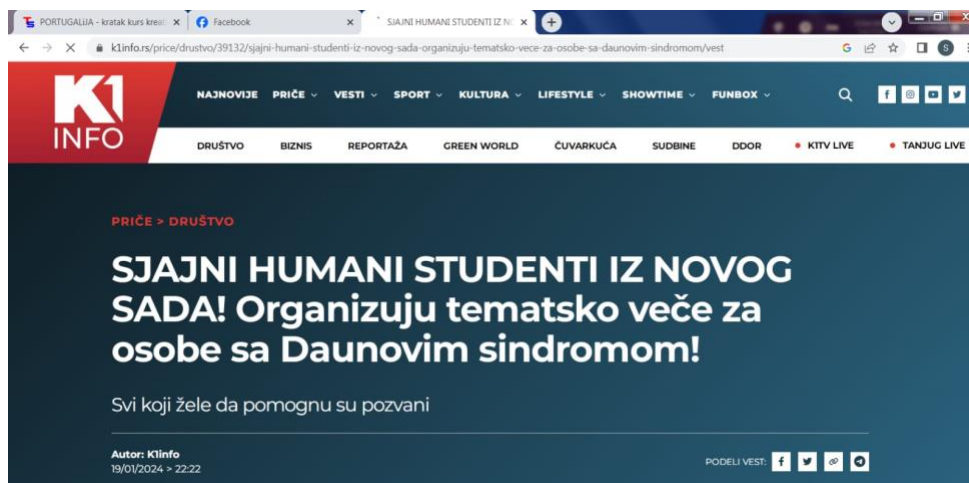 PORTUGALIJA - kratak kurs kreati
Facebook
SJAJNI HUMANI STUDENTI IZ NO
k1info.rs/price/drustvo/39132/sjajni-humani-studenti-iz-novog-sada-organizuju-tematsko-vece-za-osobe-sa-daunovim-sindromom/vest
K1
INFO
NAJNOVIJE PRIČE VESTI SPORT KULTURA LIFESTYLE SHOWTIME FUNBOX
DRUŠTVO BIZNIS REPORTAŽA GREEN WORLD ČUVARKUĆA SUDBINE DDOR K1TV LIVE TANJUG LIVE
PRIČE > DRUŠTVO
SJAJNI HUMANI STUDENTI IZ NOVOG
SADA! Organizuju tematsko veče za
osobe sa Daunovim sindromom!
Svi koji žele da pomognu su pozvani
Autor: K1info
19/01/2024 > 22:22
PODELI VEST: